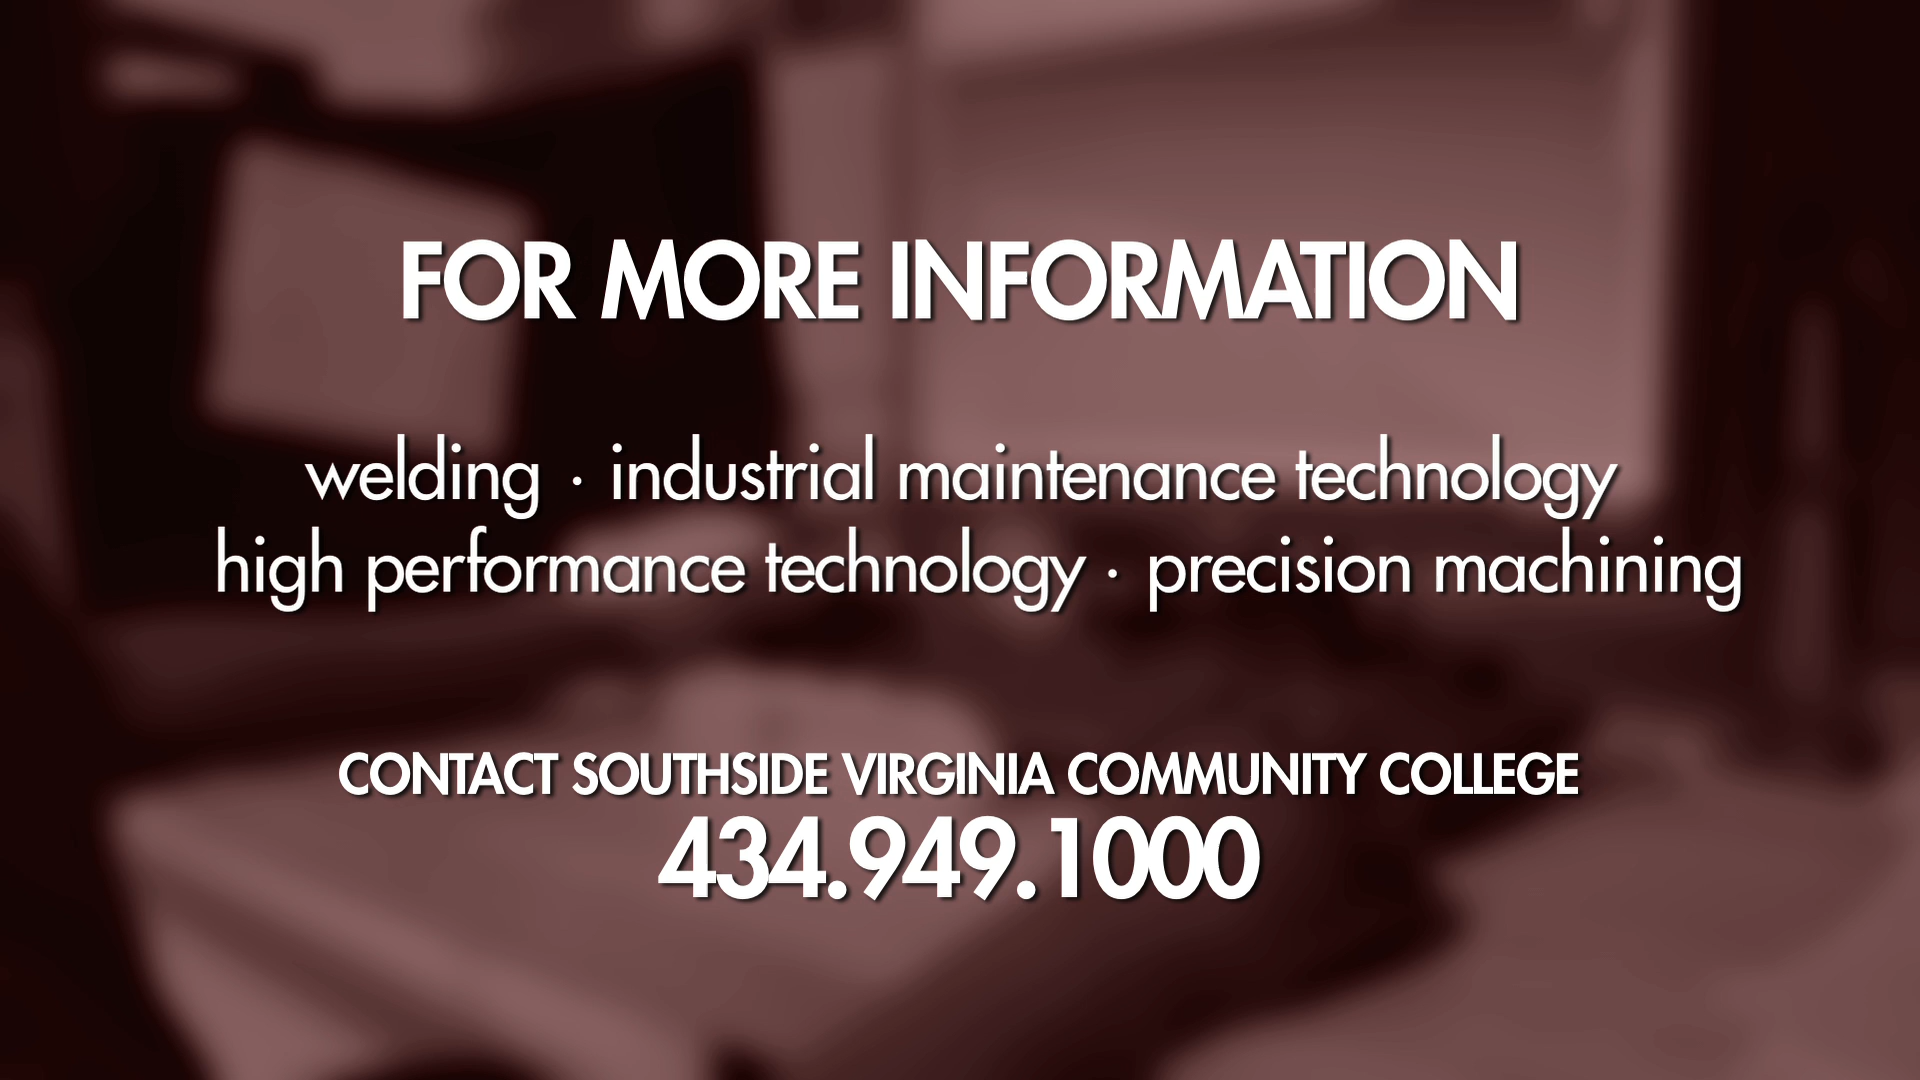 FOR MORE INFORMATION
welding · industrial maintenance technology
high performance technology · precision machining
CONTACT SOUTHSIDE VIRGINIA COMMUNITY COLLEGE
434.949.1000